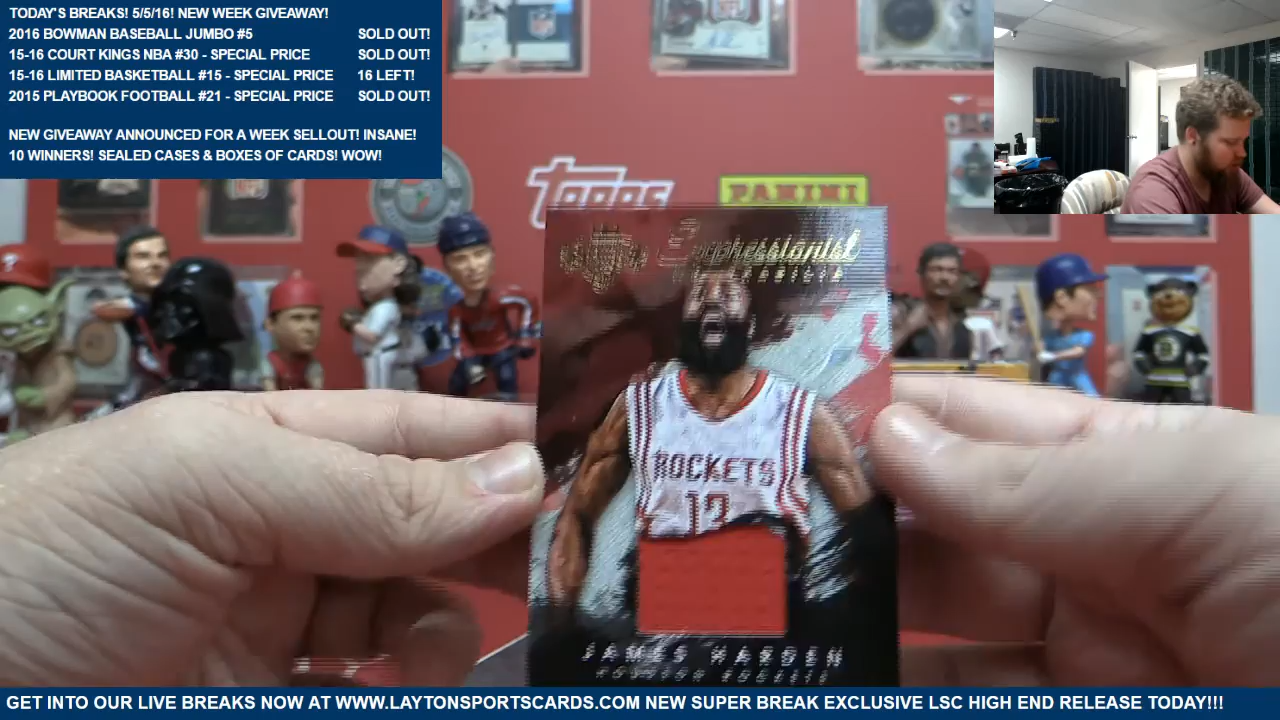 TODAY'S BREAKS! 5/5/16! NEW WEEK GIVEAWAY!
2016 BOWMAN BASEBALL JUMBO #5 SOLD OUT!
15-16 COURT KINGS NBA #30 - SPECIAL PRICE SOLD OUT!
15-16 LIMITED BASKETBALL #15 - SPECIAL PRICE 16 LEFT!
2015 PLAYBOOK FOOTBALL #21 - SPECIAL PRICE SOLD OUT!
NEW GIVEAWAY ANNOUNCED FOR A WEEK SELLOUT! INSANE!
10 WINNERS! SEALED CASES & BOXES OF CARDS! WOW!
TOPPS PANINI
Impressionist
ROCKETS
13
JAMES HARDEN
GET INTO OUR LIVE BREAKS NOW AT WWW.LAYTONSPORTSCARDS.COM NEW SUPER BREAK EXCLUSIVE LSC HIGH END RELEASE TODAY!!!